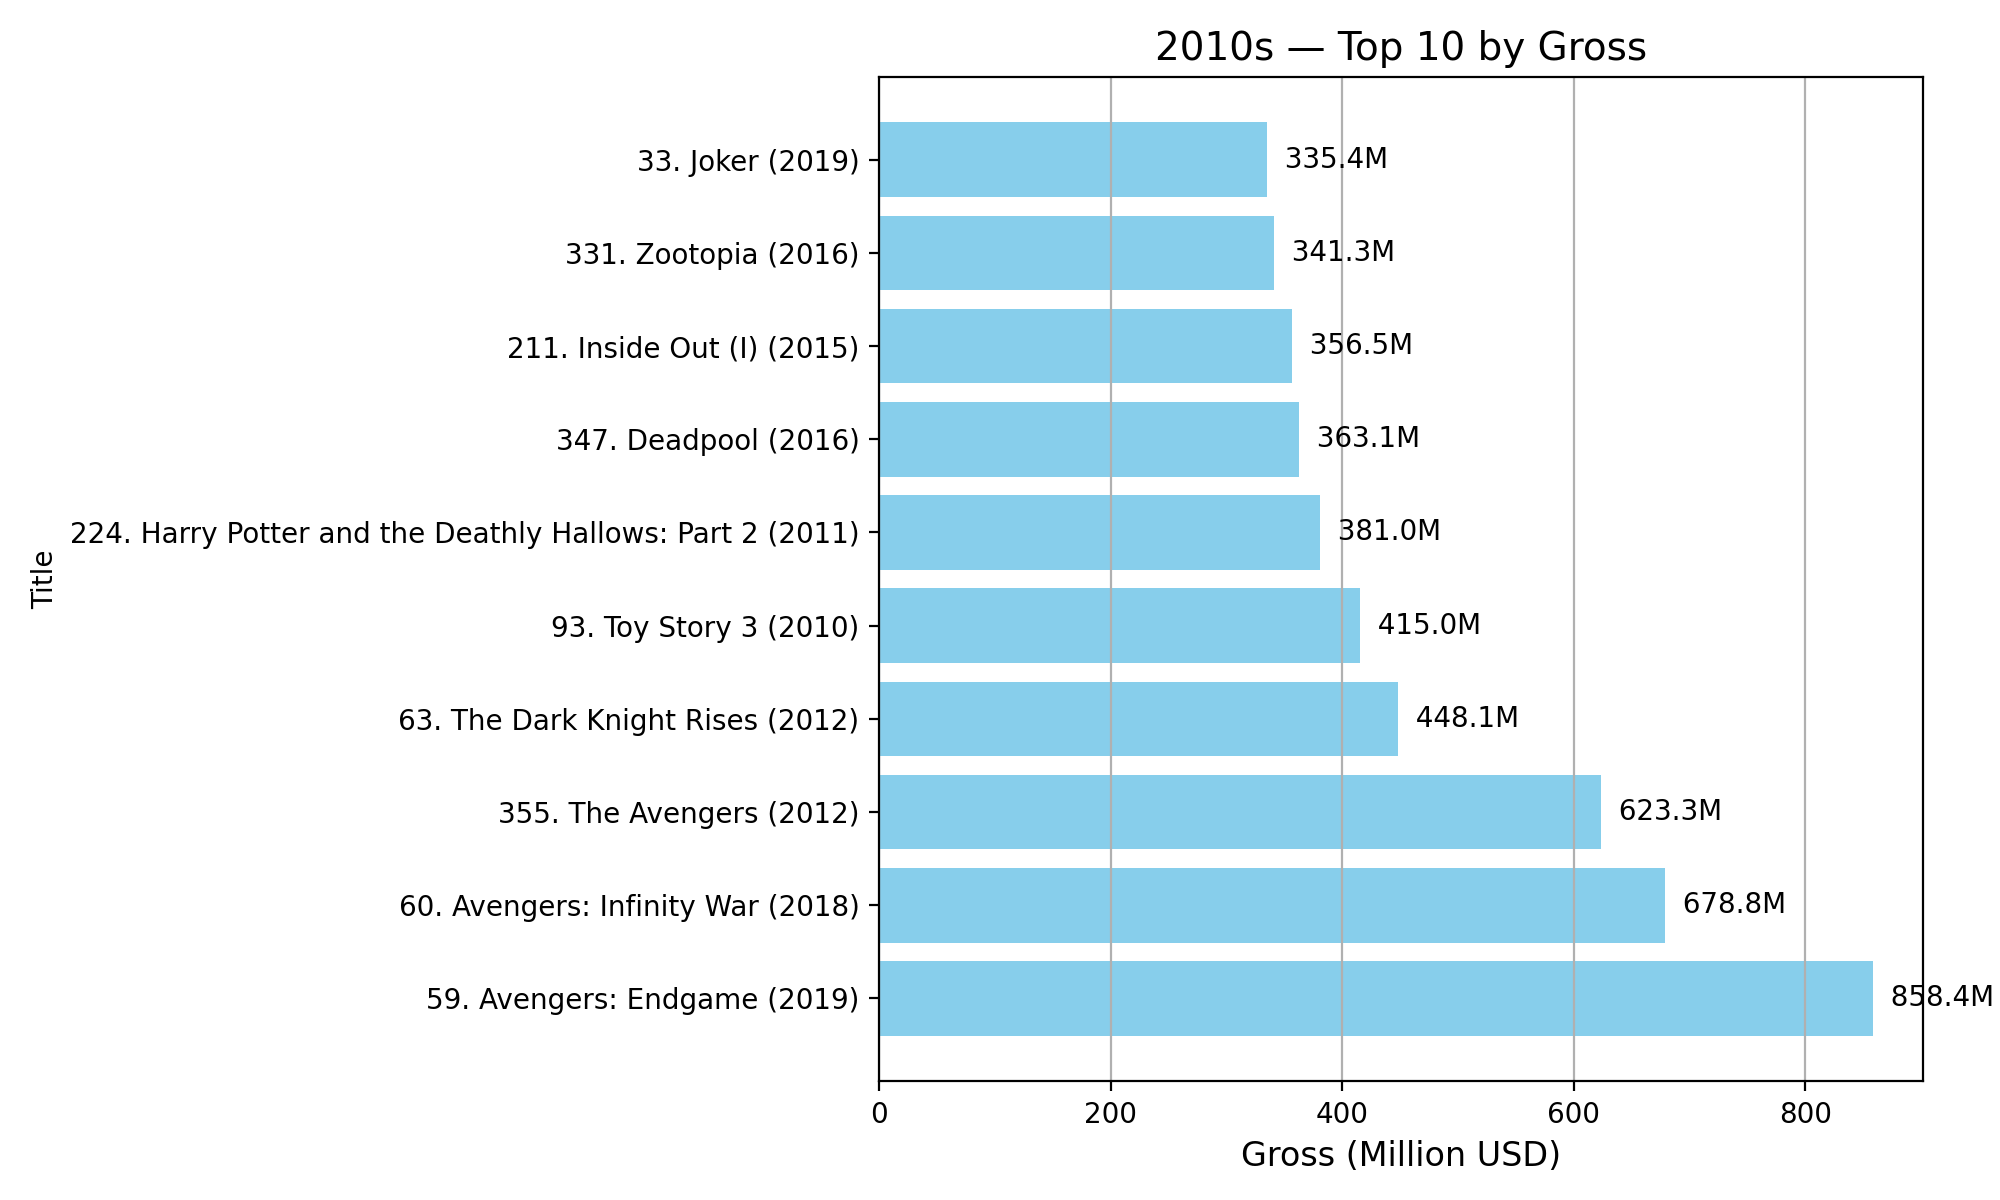 2010s — Top 10 by Gross
Title
33. Joker (2019) 335.4M
331. Zootopia (2016) 341.3M
211. Inside Out (I) (2015) 356.5M
347. Deadpool (2016) 363.1M
224. Harry Potter and the Deathly Hallows: Part 2 (2011) 381.0M
93. Toy Story 3 (2010) 415.0M
63. The Dark Knight Rises (2012) 448.1M
355. The Avengers (2012) 623.3M
60. Avengers: Infinity War (2018) 678.8M
59. Avengers: Endgame (2019) 858.4M
0 200 400 600 800
Gross (Million USD)